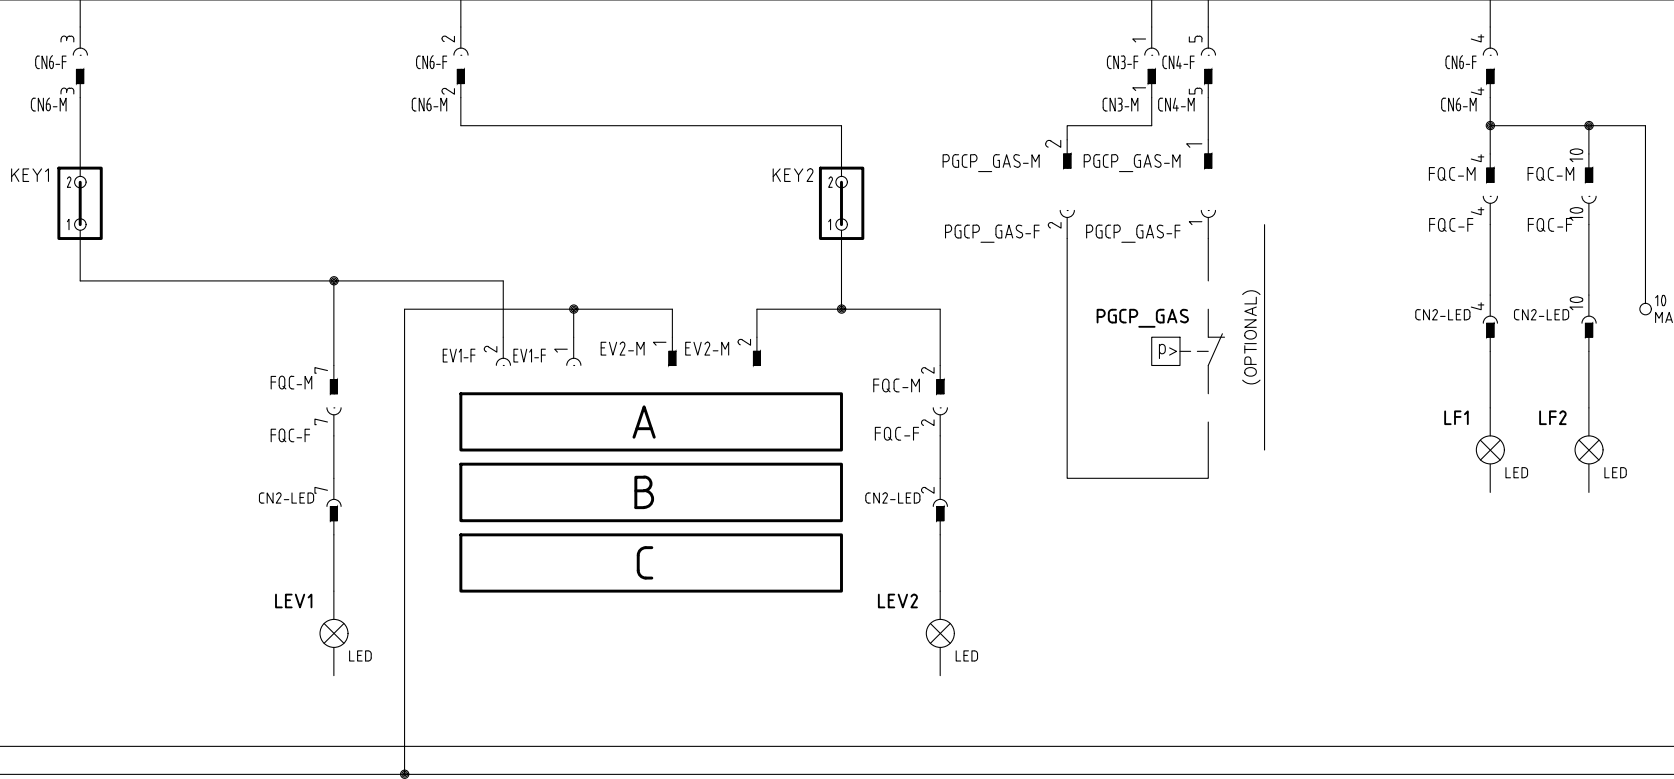 3
2
1
5
4
CN6-F
CN6-F
CN3-F
CN4-F
CN6-F
3
2
1
5
4
CN6-M
CN6-M
CN3-M
CN4-M
CN6-M
2
1
4
10
PGCP_GAS-M
PGCP_GAS-M
KEY1
2
1
KEY2
2
1
FQC-M
FQC-M
4
10
FQC-F
FQC-F
PGCP_GAS-F
2
PGCP_GAS-F
1
(OPTIONAL)
PGCP_GAS
p>
CN2-LED
4
CN2-LED
10
10
MA
EV1-F
2
EV1-F
1
EV2-M
1
EV2-M
2
FQC-M
7
FQC-M
2
A
FQC-F
7
FQC-F
2
LF1
LF2
LED
LED
B
CN2-LED
7
CN2-LED
2
C
LEV1
LEV2
LED
LED